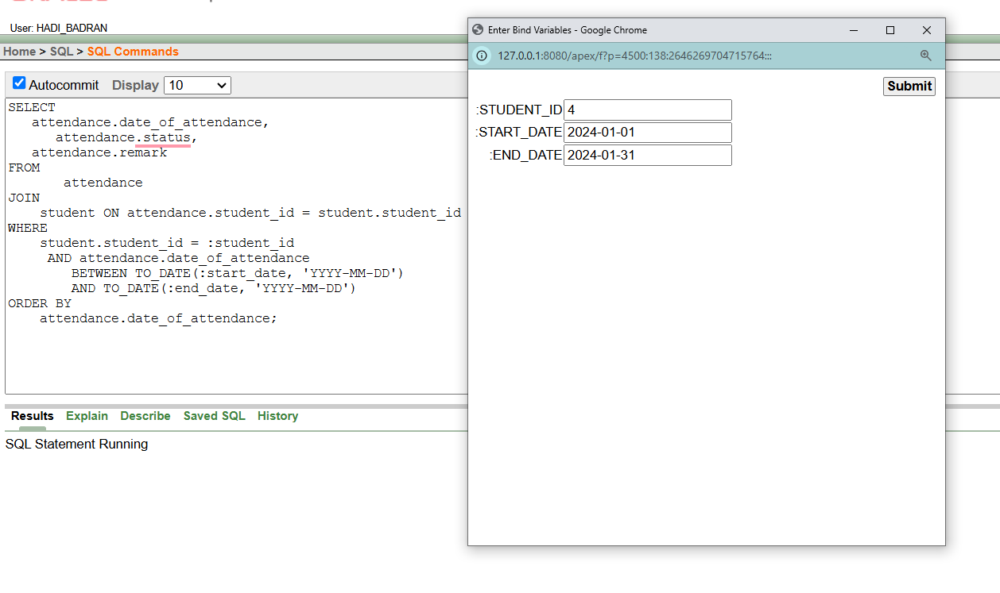 User: HADI_BADRAN
Home > SQL > SQL Commands
Autocommit Display 10
SELECT
attendance.date_of_attendance,
attendance.status,
attendance.remark
FROM
attendance
JOIN
student ON attendance.student_id = student.student_id
WHERE
student.student_id = :student_id
AND attendance.date_of_attendance
BETWEEN TO_DATE(:start_date, 'YYYY-MM-DD')
AND TO_DATE(:end_date, 'YYYY-MM-DD')
ORDER BY
attendance.date_of_attendance;
Results Explain Describe Saved SQL History
SQL Statement Running
Enter Bind Variables - Google Chrome
127.0.0.1:8080/apex/f?p=4500:138:2646269704715764:::
Submit
:STUDENT_ID 4
:START_DATE 2024-01-01
:END_DATE 2024-01-31